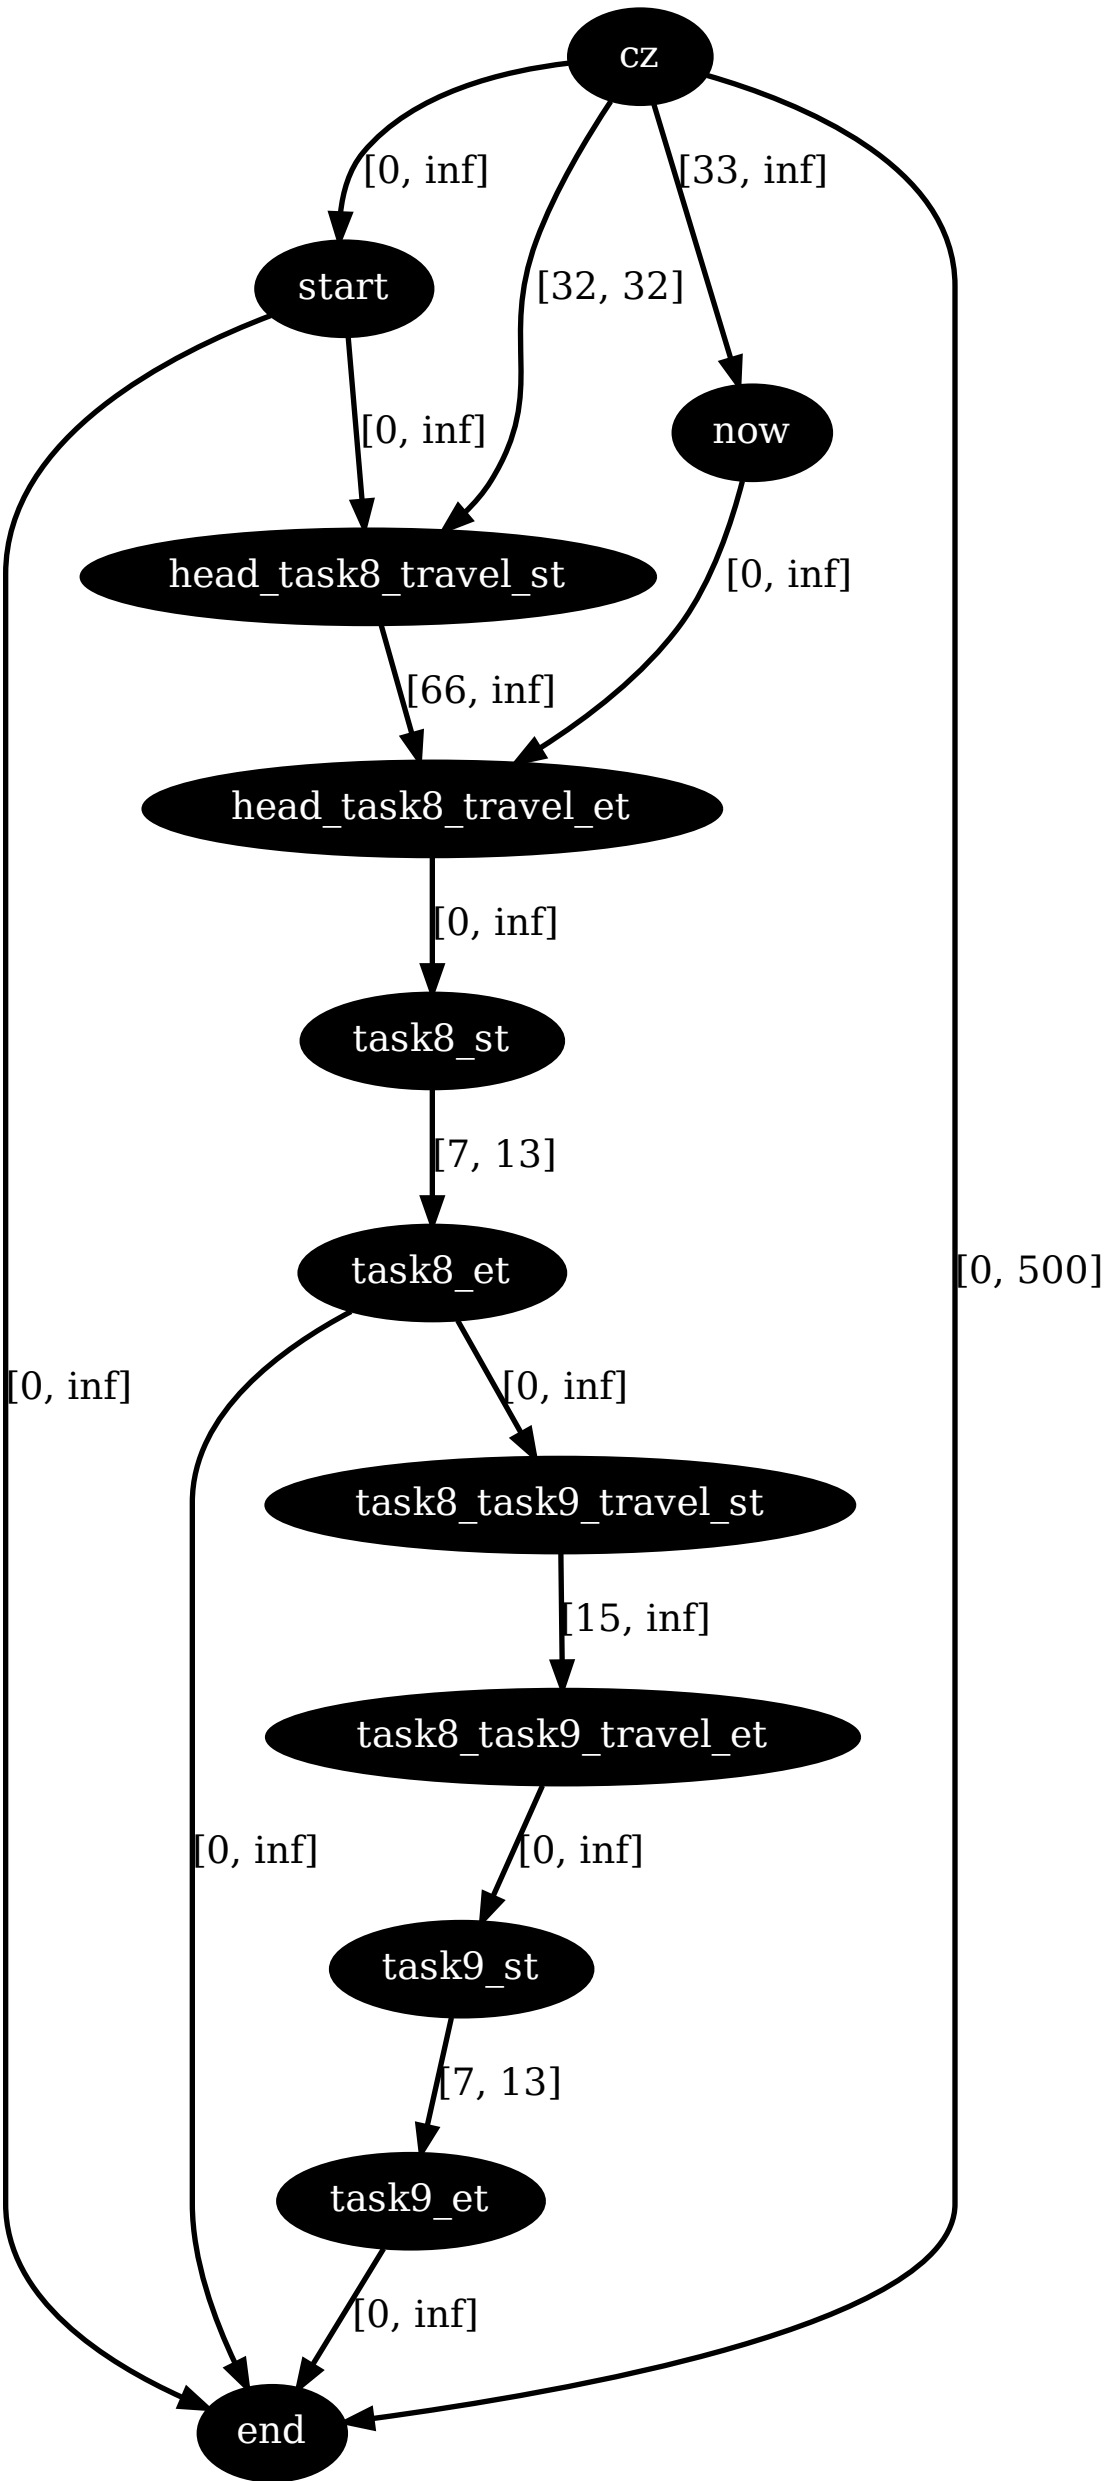 cz
[0, inf]
[33, inf]
start
[32, 32]
[0, inf]
now
head_task8_travel_st
[0, inf]
[66, inf]
head_task8_travel_et
[0, inf]
task8_st
[7, 13]
task8_et
[0, 500]
[0, inf]
[0, inf]
task8_task9_travel_st
[15, inf]
task8_task9_travel_et
[0, inf]
[0, inf]
task9_st
[7, 13]
task9_et
[0, inf]
end